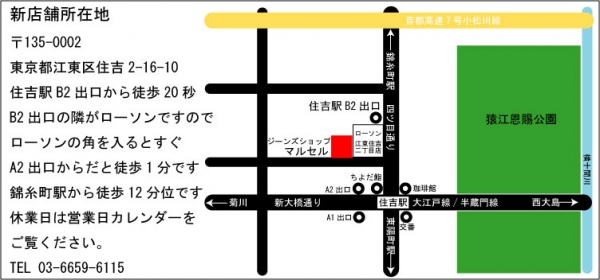 新店舗所在地
〒135-0002
東京都江東区住吉 2-16-10
住吉駅 B2 出口から徒歩 20 秒
B2 出口の隣がローソンですので
ローソンの角を入るとすぐ
A2 出口からだと徒歩 1 分です
錦糸町駅から徒歩 12 分位です
休業日は営業日カレンダーを
ご覧ください。
TEL 03-6659-6115
首都高速7号小松川線
錦糸町駅
四ツ目通り
住吉駅 B2 出口
ローソン
江東住吉
二丁目店
ジーンズショップ
マルセル
猿江恩賜公園
横十間川
ちよだ鮨
A2 出口
珈琲館
菊川
新大橋通り
住吉駅
大江戸線/半蔵門線
西大島
A1 出口
交番
東陽町駅